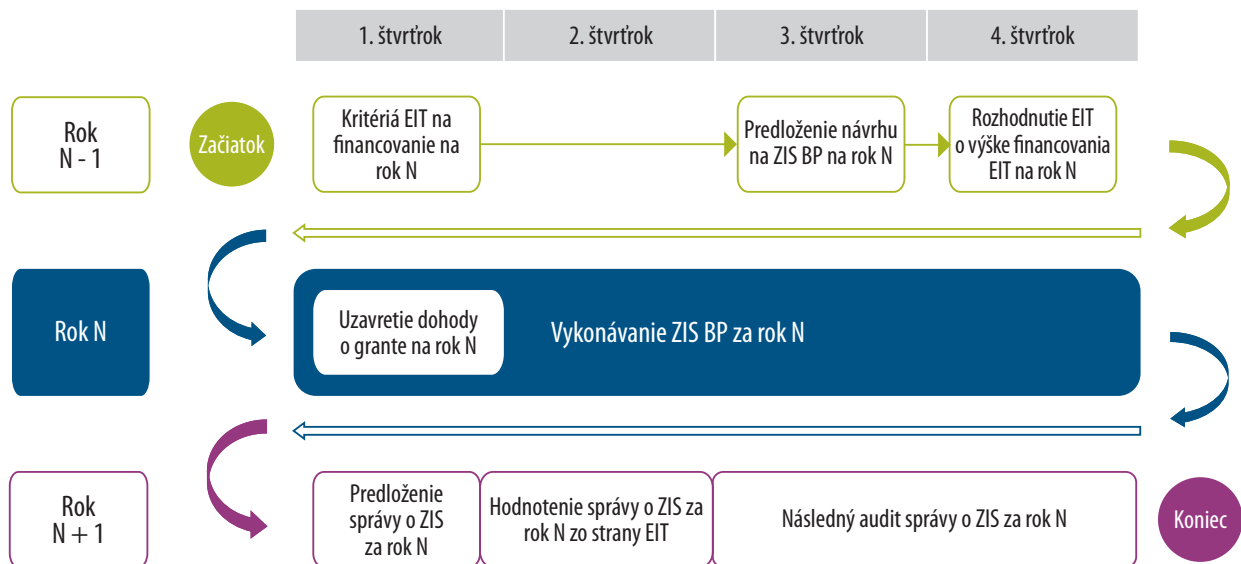 1. štvrťrok
2. štvrťrok
3. štvrťrok
4. štvrťrok
Rok
N - 1
Začiatok
Kritériá EIT na
financovanie na
rok N
Predloženie návrhu
na ZIS BP na rok N
Rozhodnutie EIT
o výške financovania
EIT na rok N
Rok N
Uzavretie dohody
o grante na rok N
Vykonávanie ZIS BP za rok N
Rok
N + 1
Predloženie
správy o ZIS
za rok N
Hodnotenie správy o ZIS za
rok N zo strany EIT
Následný audit správy o ZIS za rok N
Koniec